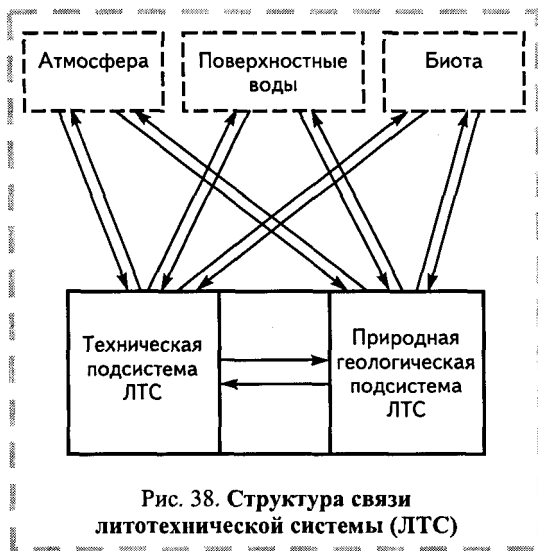 Атмосфера
Поверхностные
воды
Биота
Техническая
подсистема
ЛТС
Природная
геологическая
подсистема
ЛТС
Рис. 38. Структура связи
литотехнической системы (ЛТС)